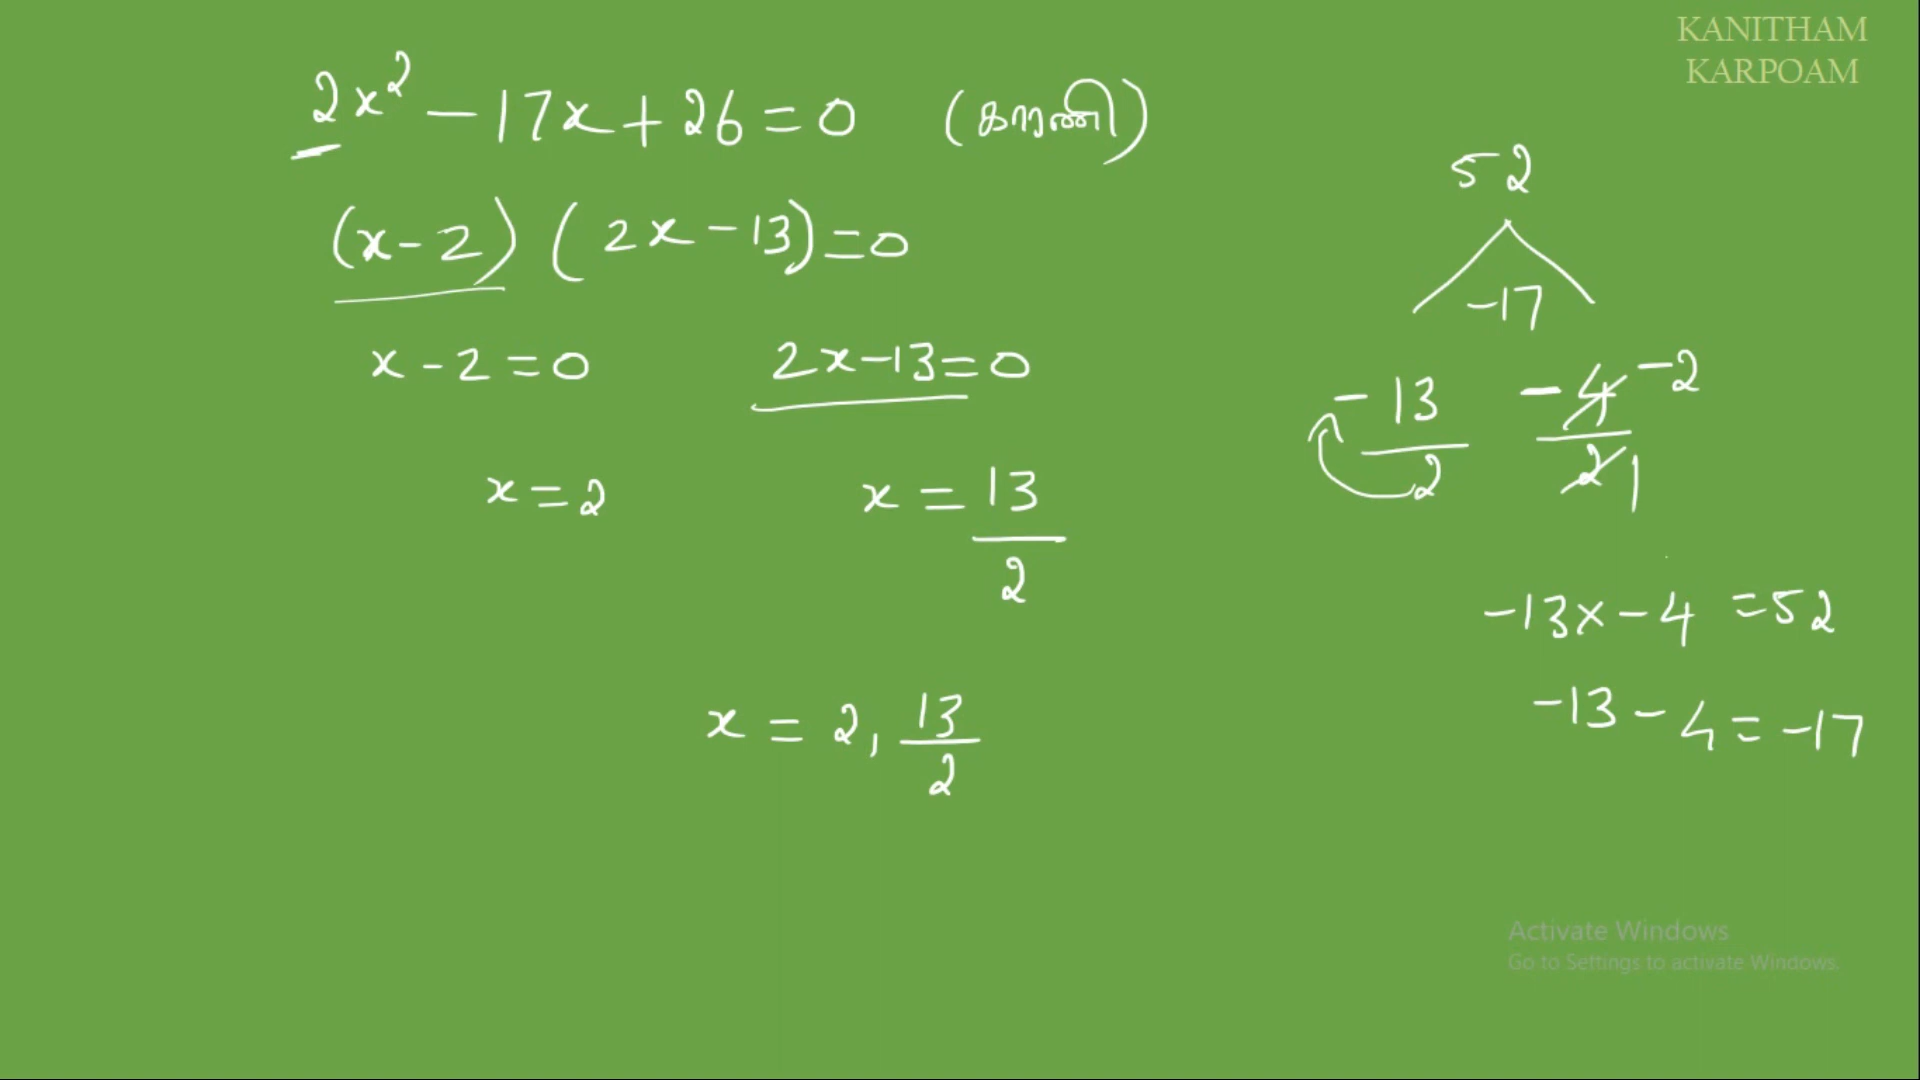 KANITHAM
KARPOAM
2x² - 17x + 26 = 0 (காரணி)
(x - 2) (2x - 13) = 0
x - 2 = 0 2x - 13 = 0
x = 2 x = 13/2
x = 2, 13/2
52
-17
-13/2 -4/2 -2 1
-13 x -4 = 52
-13 - 4 = -17
Activate Windows
Go to Settings to activate Windows.